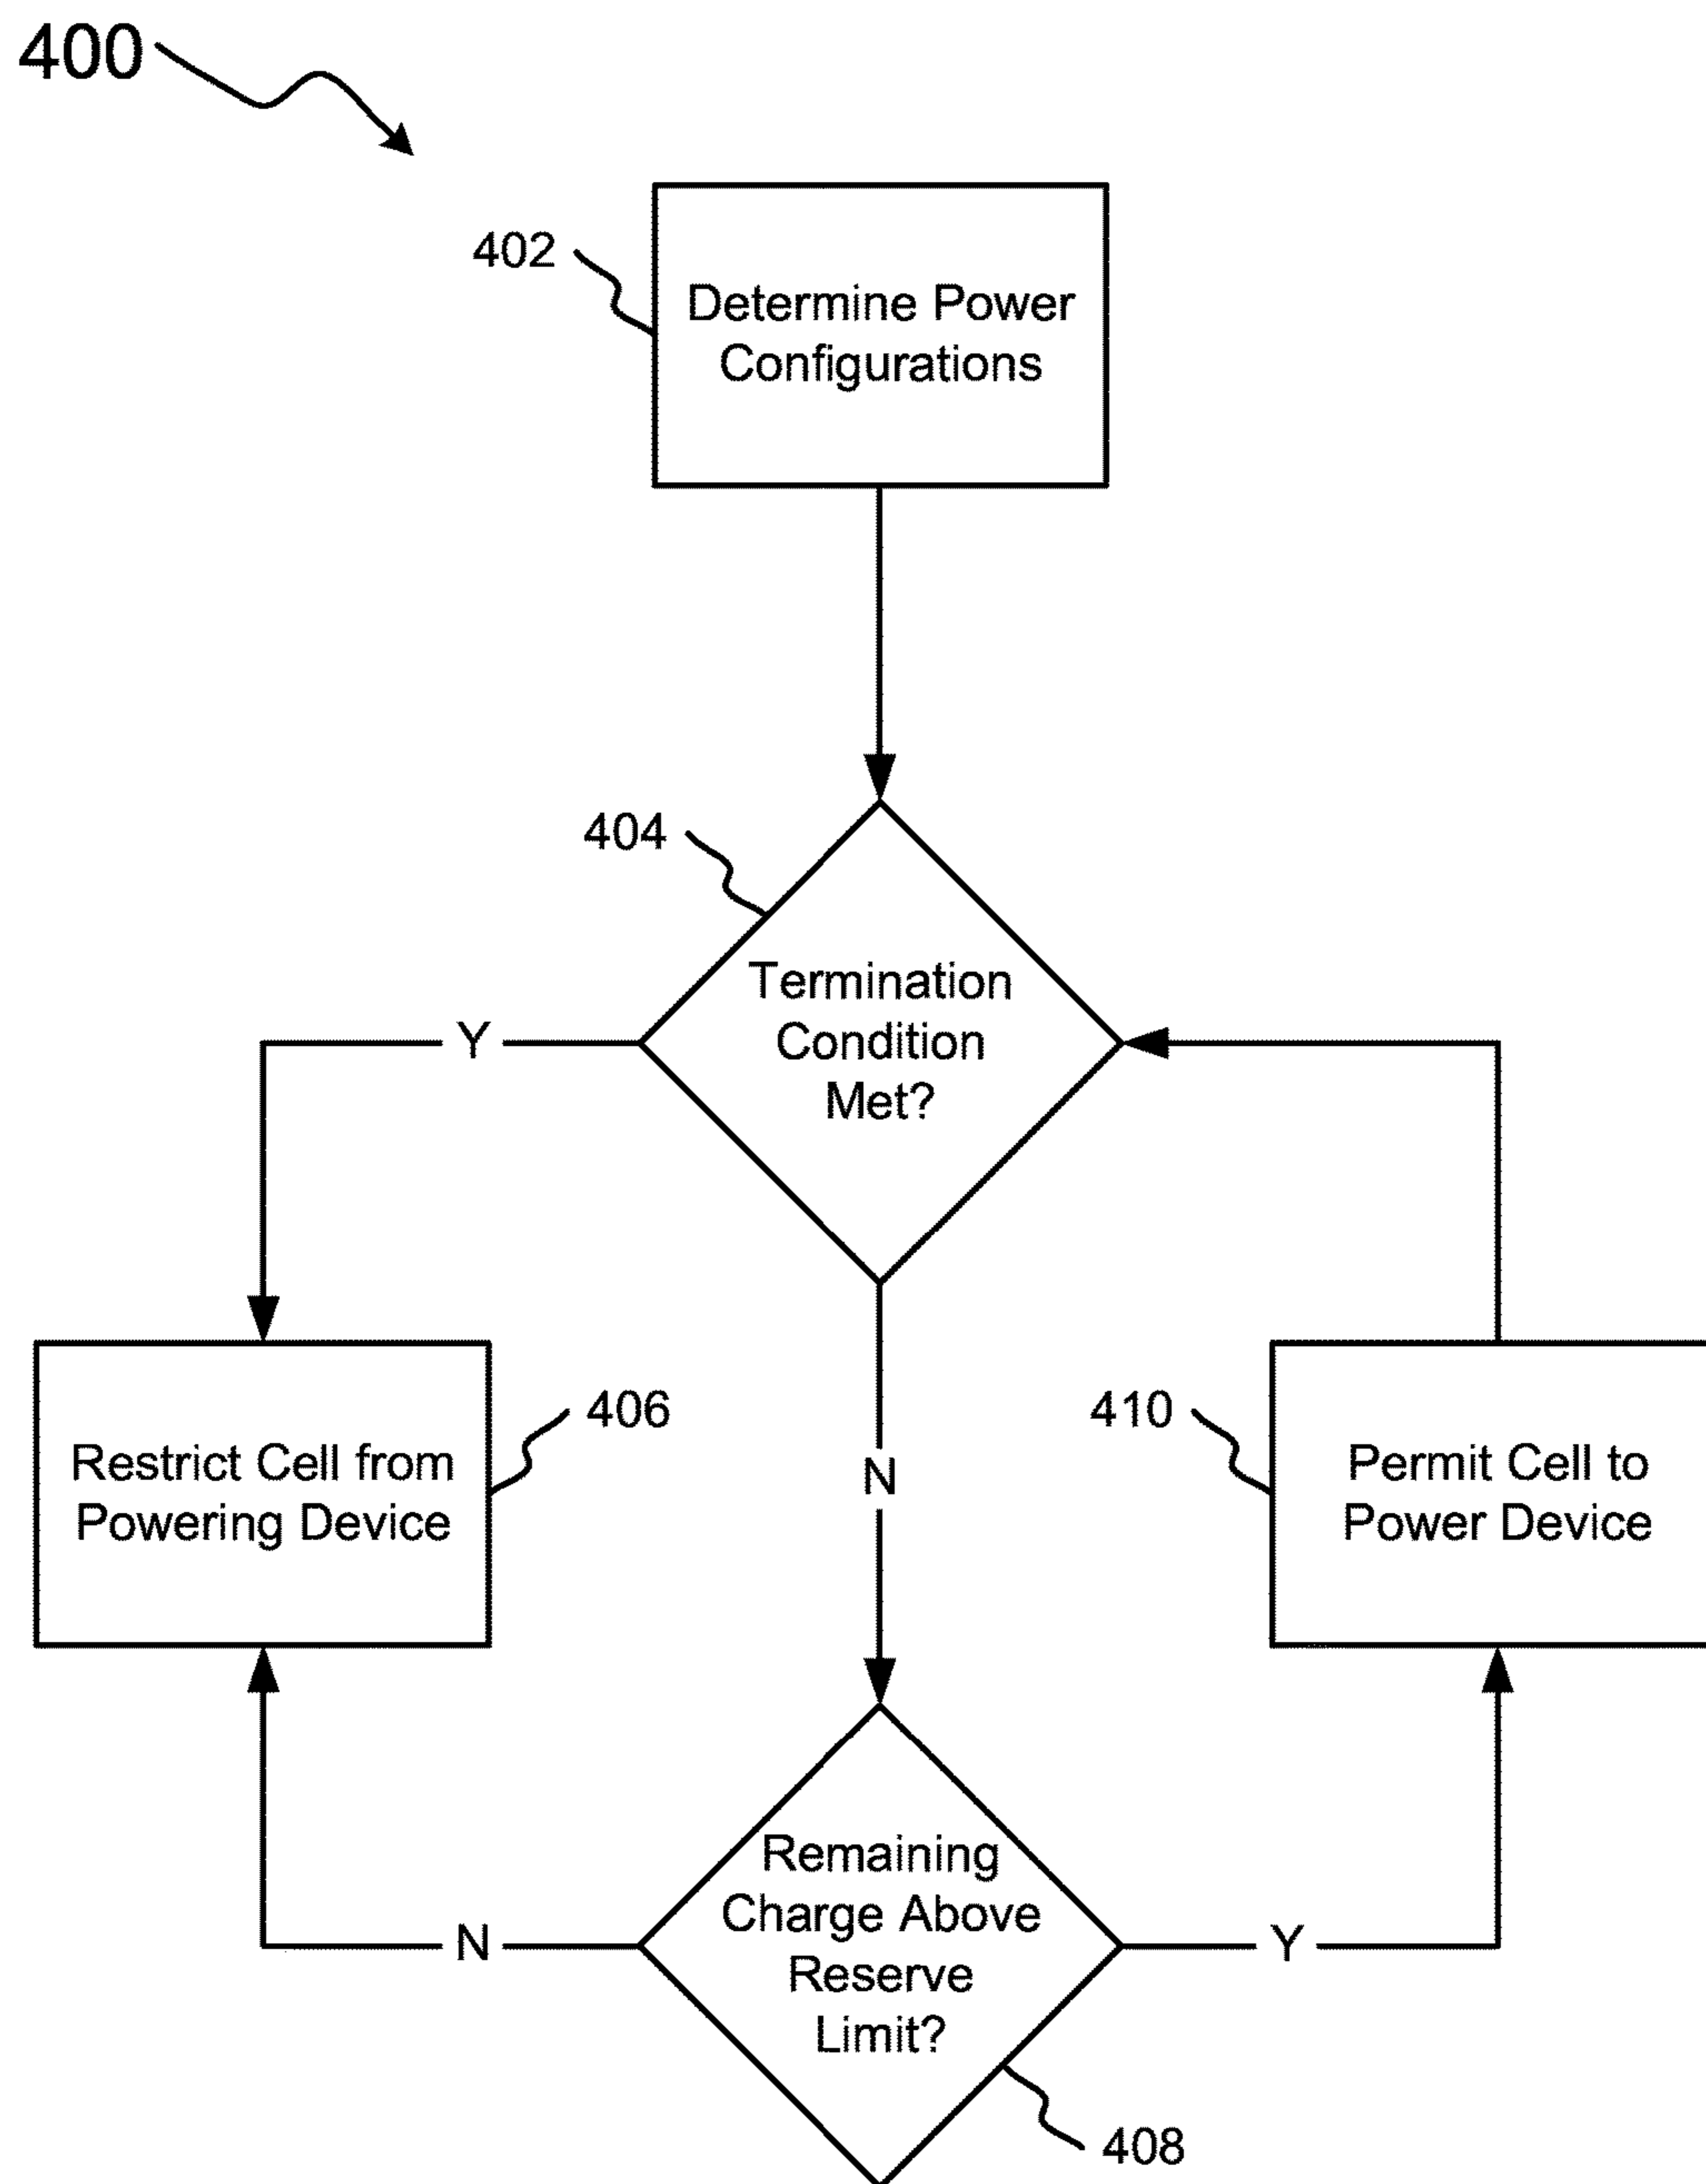 400
402
Determine Power
Configurations
404
Termination
Condition
Met?
Y
406
Restrict Cell from
Powering Device
N
410
Permit Cell to
Power Device
Remaining
Charge Above
Reserve
Limit?
N
Y
408